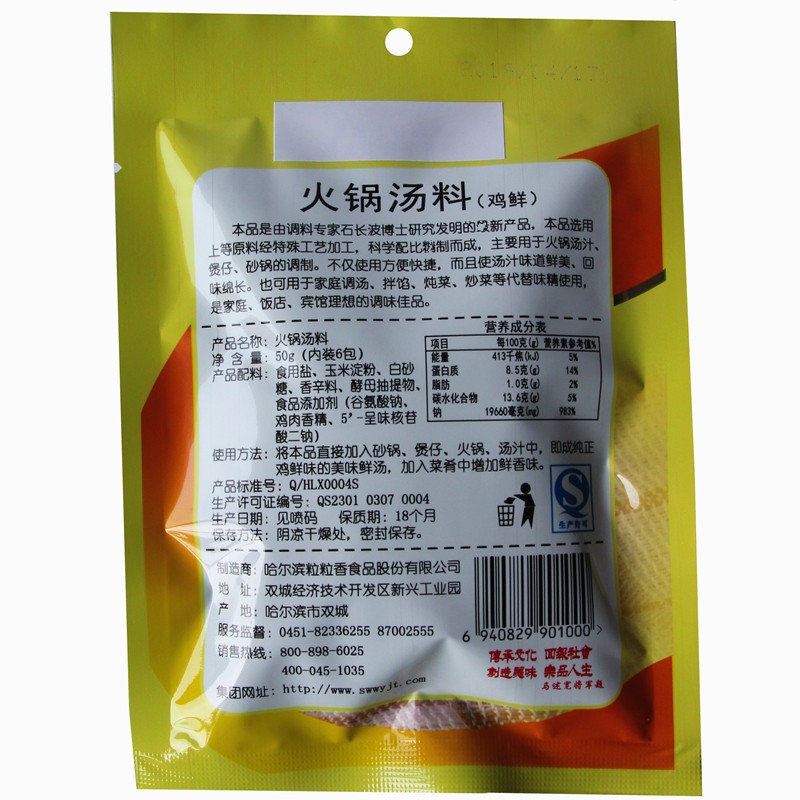 火锅汤料(鸡鲜)
本品是由调料专家石长波博士研究发明的最新产品,本品选用
上等原料经特殊工艺加工,科学配比斟制而成,主要用于火锅汤汁、
煲仔、砂锅的调制。不仅使用方便快捷,而且使汤汁味道鲜美、回
味绵长。也可用于家庭调汤、拌馅、炖菜、炒菜等代替味精使用,
是家庭、饭店、宾馆理想的调味佳品。
产品名称:火锅汤料
净 含 量:50g(内装6包)
产品配料:食用盐、玉米淀粉、白砂
糖、香辛料、酵母抽提物、
食品添加剂(谷氨酸钠、
鸡肉香精、5'-呈味核苷
酸二钠)
营养成分表
项目 每100克(g) 营养素参考值%
能量 413千焦(kJ) 5%
蛋白质 8.5克(g) 14%
脂肪 1.0克(g) 2%
碳水化合物 13.6克(g) 5%
钠 19660毫克(mg) 983%
使用方法:将本品直接加入砂锅、煲仔、火锅、汤汁中,即成纯正
鸡鲜味的美味鲜汤,加入菜肴中增加鲜香味。
产品标准号:Q/HLX0004S
生产许可证编号:QS2301 0307 0004
生产日期:见喷码 保质期:18个月
保存方法:阴凉干燥处,密封保存。
生产许可
制造商:哈尔滨粒粒香食品股份有限公司
地 址:双城经济技术开发区新兴工业园
产 地:哈尔滨市双城
服务监督:0451-82336255 87002555
销售热线:800-898-6025
400-045-1035
集团网址:http://www.swwyjt.com
6 940829 901000 >
傳承文化 回報社會
創造趣味 樂品人生